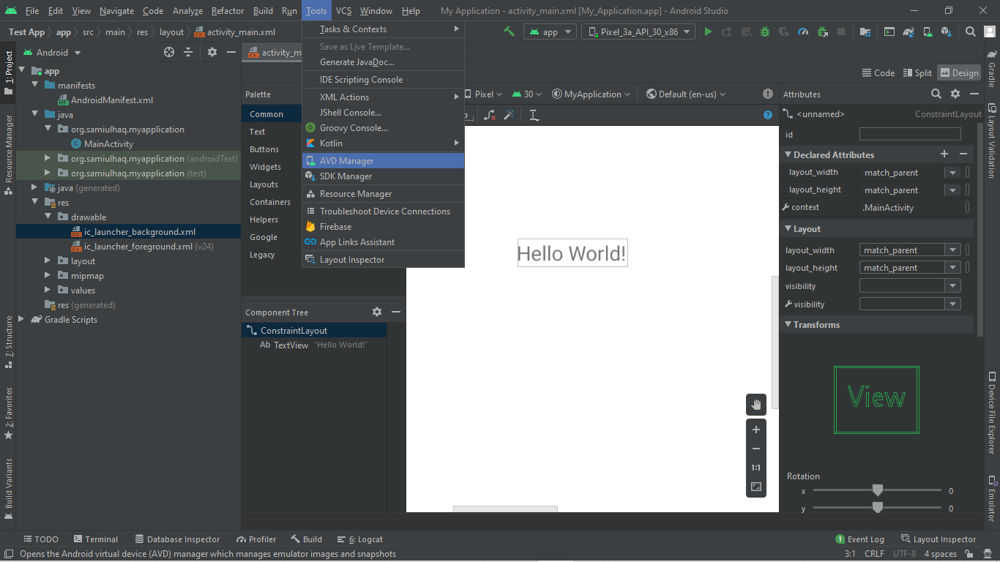 File Edit View Navigate Code Analyze Refactor Build Run Tools VCS Window Help My Application - activity_main.xml [My_Application.app] - Android Studio
Test App app src main res layout activity_main.xml app Pixel_3a_API_30_x86
1: Project
Resource Manager
7: Structure
2: Favorites
Build Variants
Android
app
manifests
AndroidManifest.xml
java
org.samiulhaq.myapplication
MainActivity
org.samiulhaq.myapplication (androidTest)
org.samiulhaq.myapplication (test)
java (generated)
res
drawable
ic_launcher_background.xml
ic_launcher_foreground.xml (v24)
layout
mipmap
values
res (generated)
Gradle Scripts
activity_m
Tasks & Contexts
Save as Live Template...
Generate JavaDoc...
IDE Scripting Console
XML Actions
JShell Console...
Groovy Console...
Kotlin
AVD Manager
SDK Manager
Resource Manager
Troubleshoot Device Connections
Firebase
App Links Assistant
Layout Inspector
Code Split Design
Palette
Common
Text
Buttons
Widgets
Layouts
Containers
Helpers
Google
Legacy
Pixel 30 MyApplication Default (en-us)
Hello World!
1:1
Component Tree
ConstraintLayout
Ab TextView "Hello World!"
Attributes
<unnamed> ConstraintLayout
id
Declared Attributes
layout_width match_parent
layout_height match_parent
context .MainActivity
Layout
layout_width match_parent
layout_height match_parent
visibility
visibility
Transforms
View
Rotation
x 0
y 0
Gradle
Layout Validation
Device File Explorer
Emulator
TODO Terminal Database Inspector Profiler Build 6: Logcat 1 Event Log Layout Inspector
Opens the Android virtual device (AVD) manager which manages emulator images and snapshots 3:1 CRLF UTF-8 4 spaces